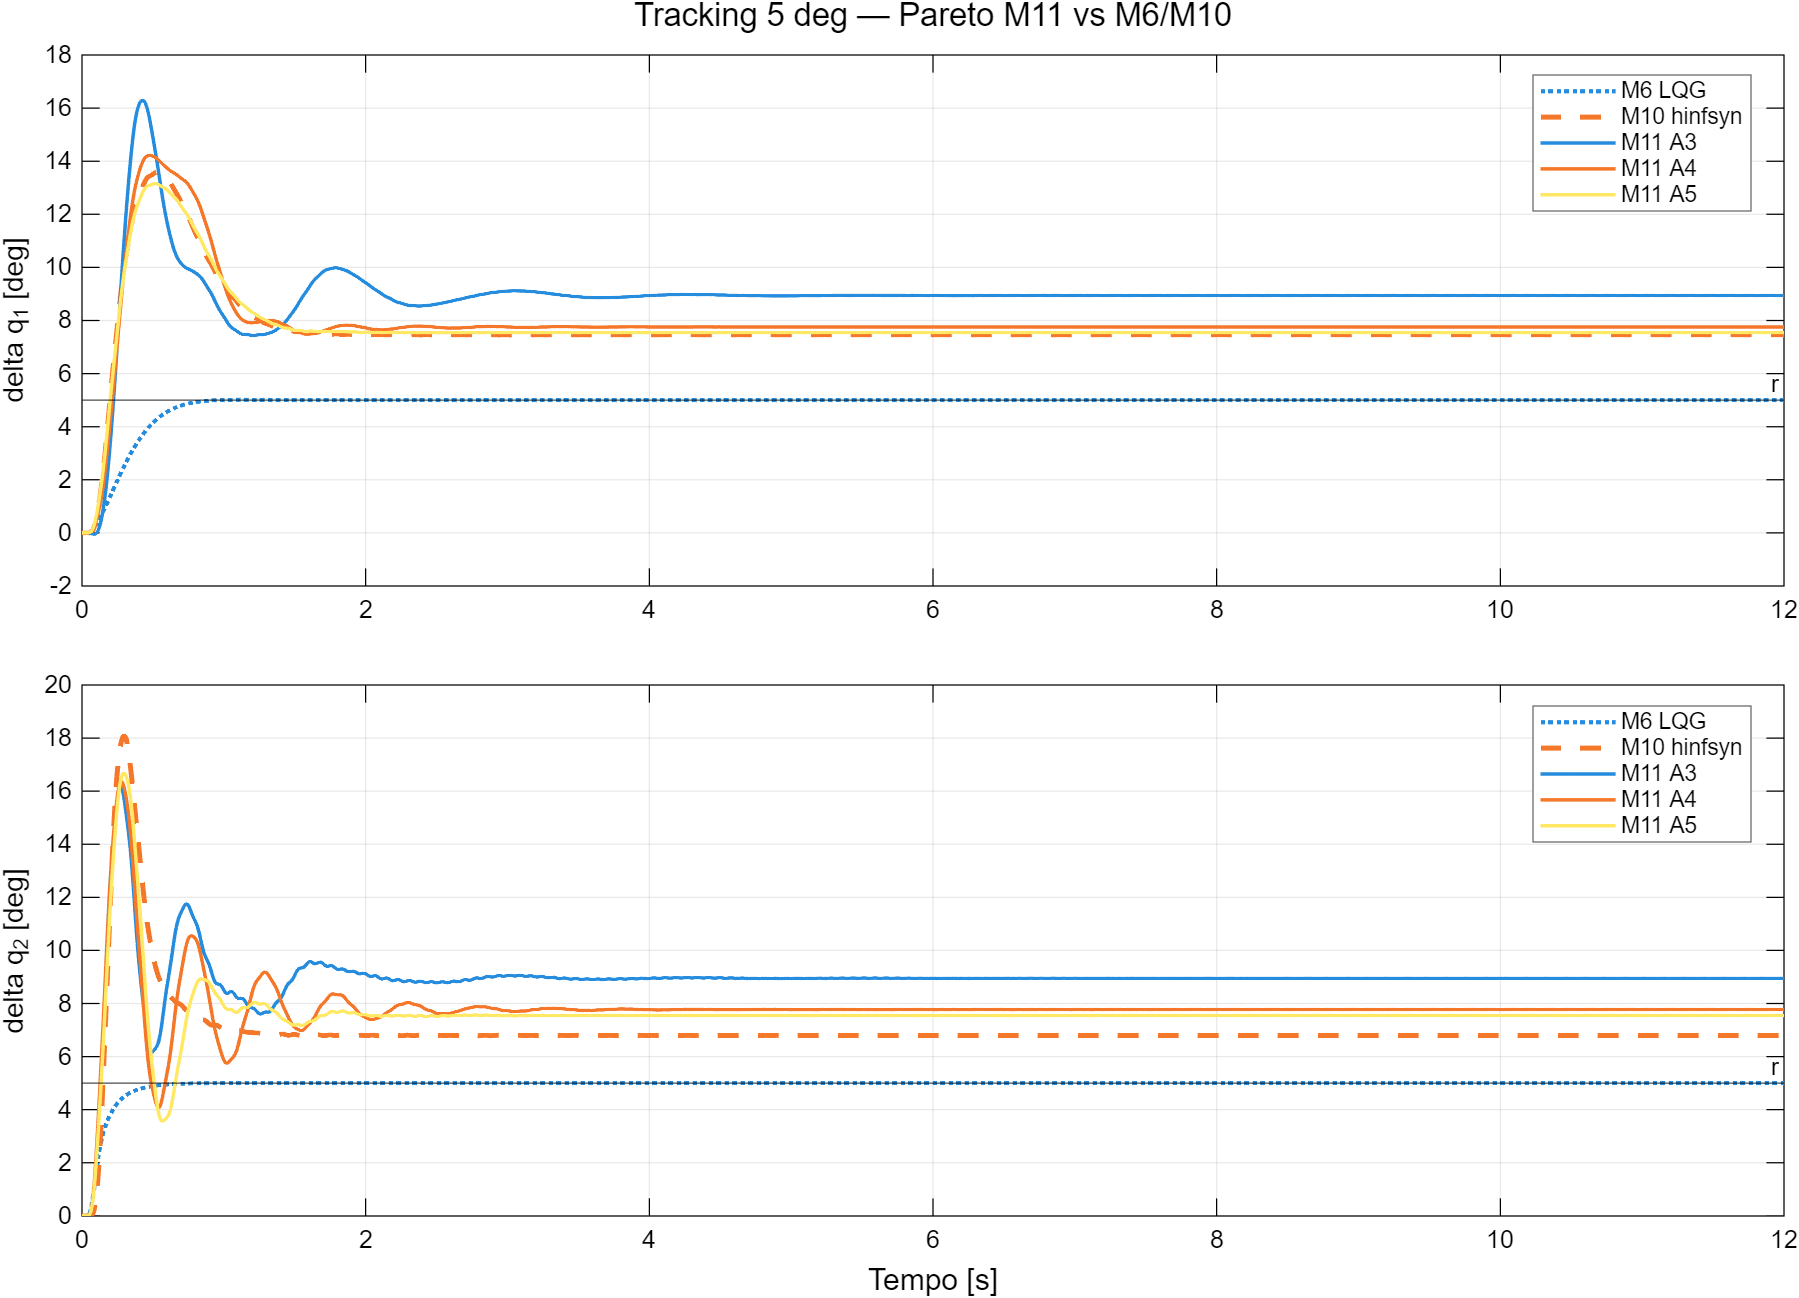 Tracking 5 deg — Pareto M11 vs M6/M10
18
16
14
12
10
8
6
4
2
0
-2
delta q1 [deg]
M6 LQG
M10 hinfsyn
M11 A3
M11 A4
M11 A5
r
0 2 4 6 8 10 12
20
18
16
14
12
10
8
6
4
2
0
delta q2 [deg]
M6 LQG
M10 hinfsyn
M11 A3
M11 A4
M11 A5
r
0 2 4 6 8 10 12
Tempo [s]